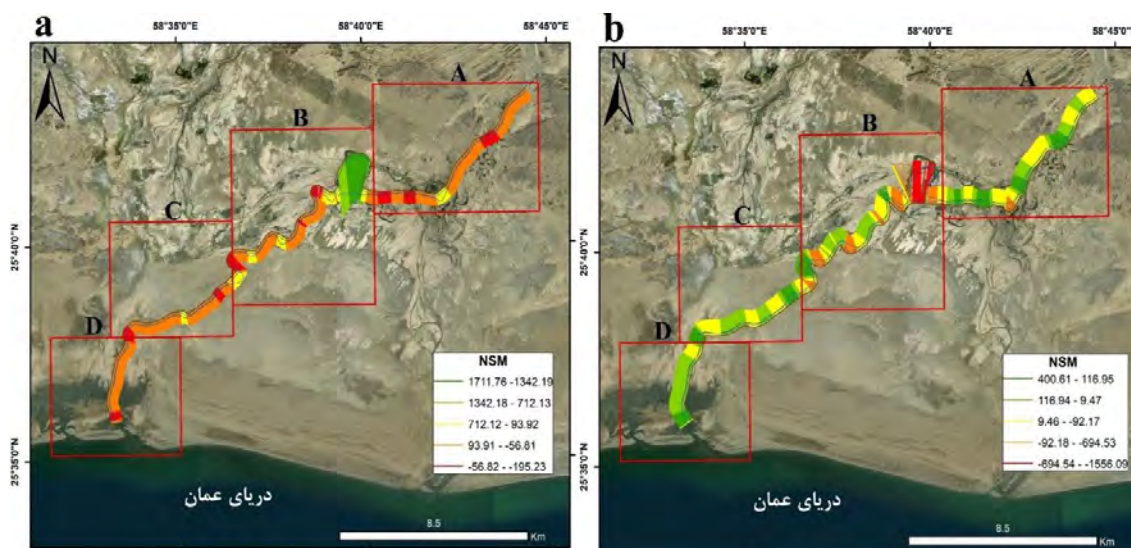 a
58°35'0"E 58°40'0"E 58°45'0"E
N
A
B
C
D
25°40'0"N
25°35'0"N
NSM
1711.76 -1342.19
1342.18 - 712.13
712.12 - 93.92
93.91 - -56.81
-56.82 - -195.23
دریای عمان
8.5
Km
b
58°35'0"E 58°40'0"E 58°45'0"E
N
A
B
C
D
25°40'0"N
25°35'0"N
NSM
400.61 - 116.95
116.94 - 9.47
9.46 - -92.17
-92.18 - -694.53
-694.54 - -1556.09
دریای عمان
8.5
Km